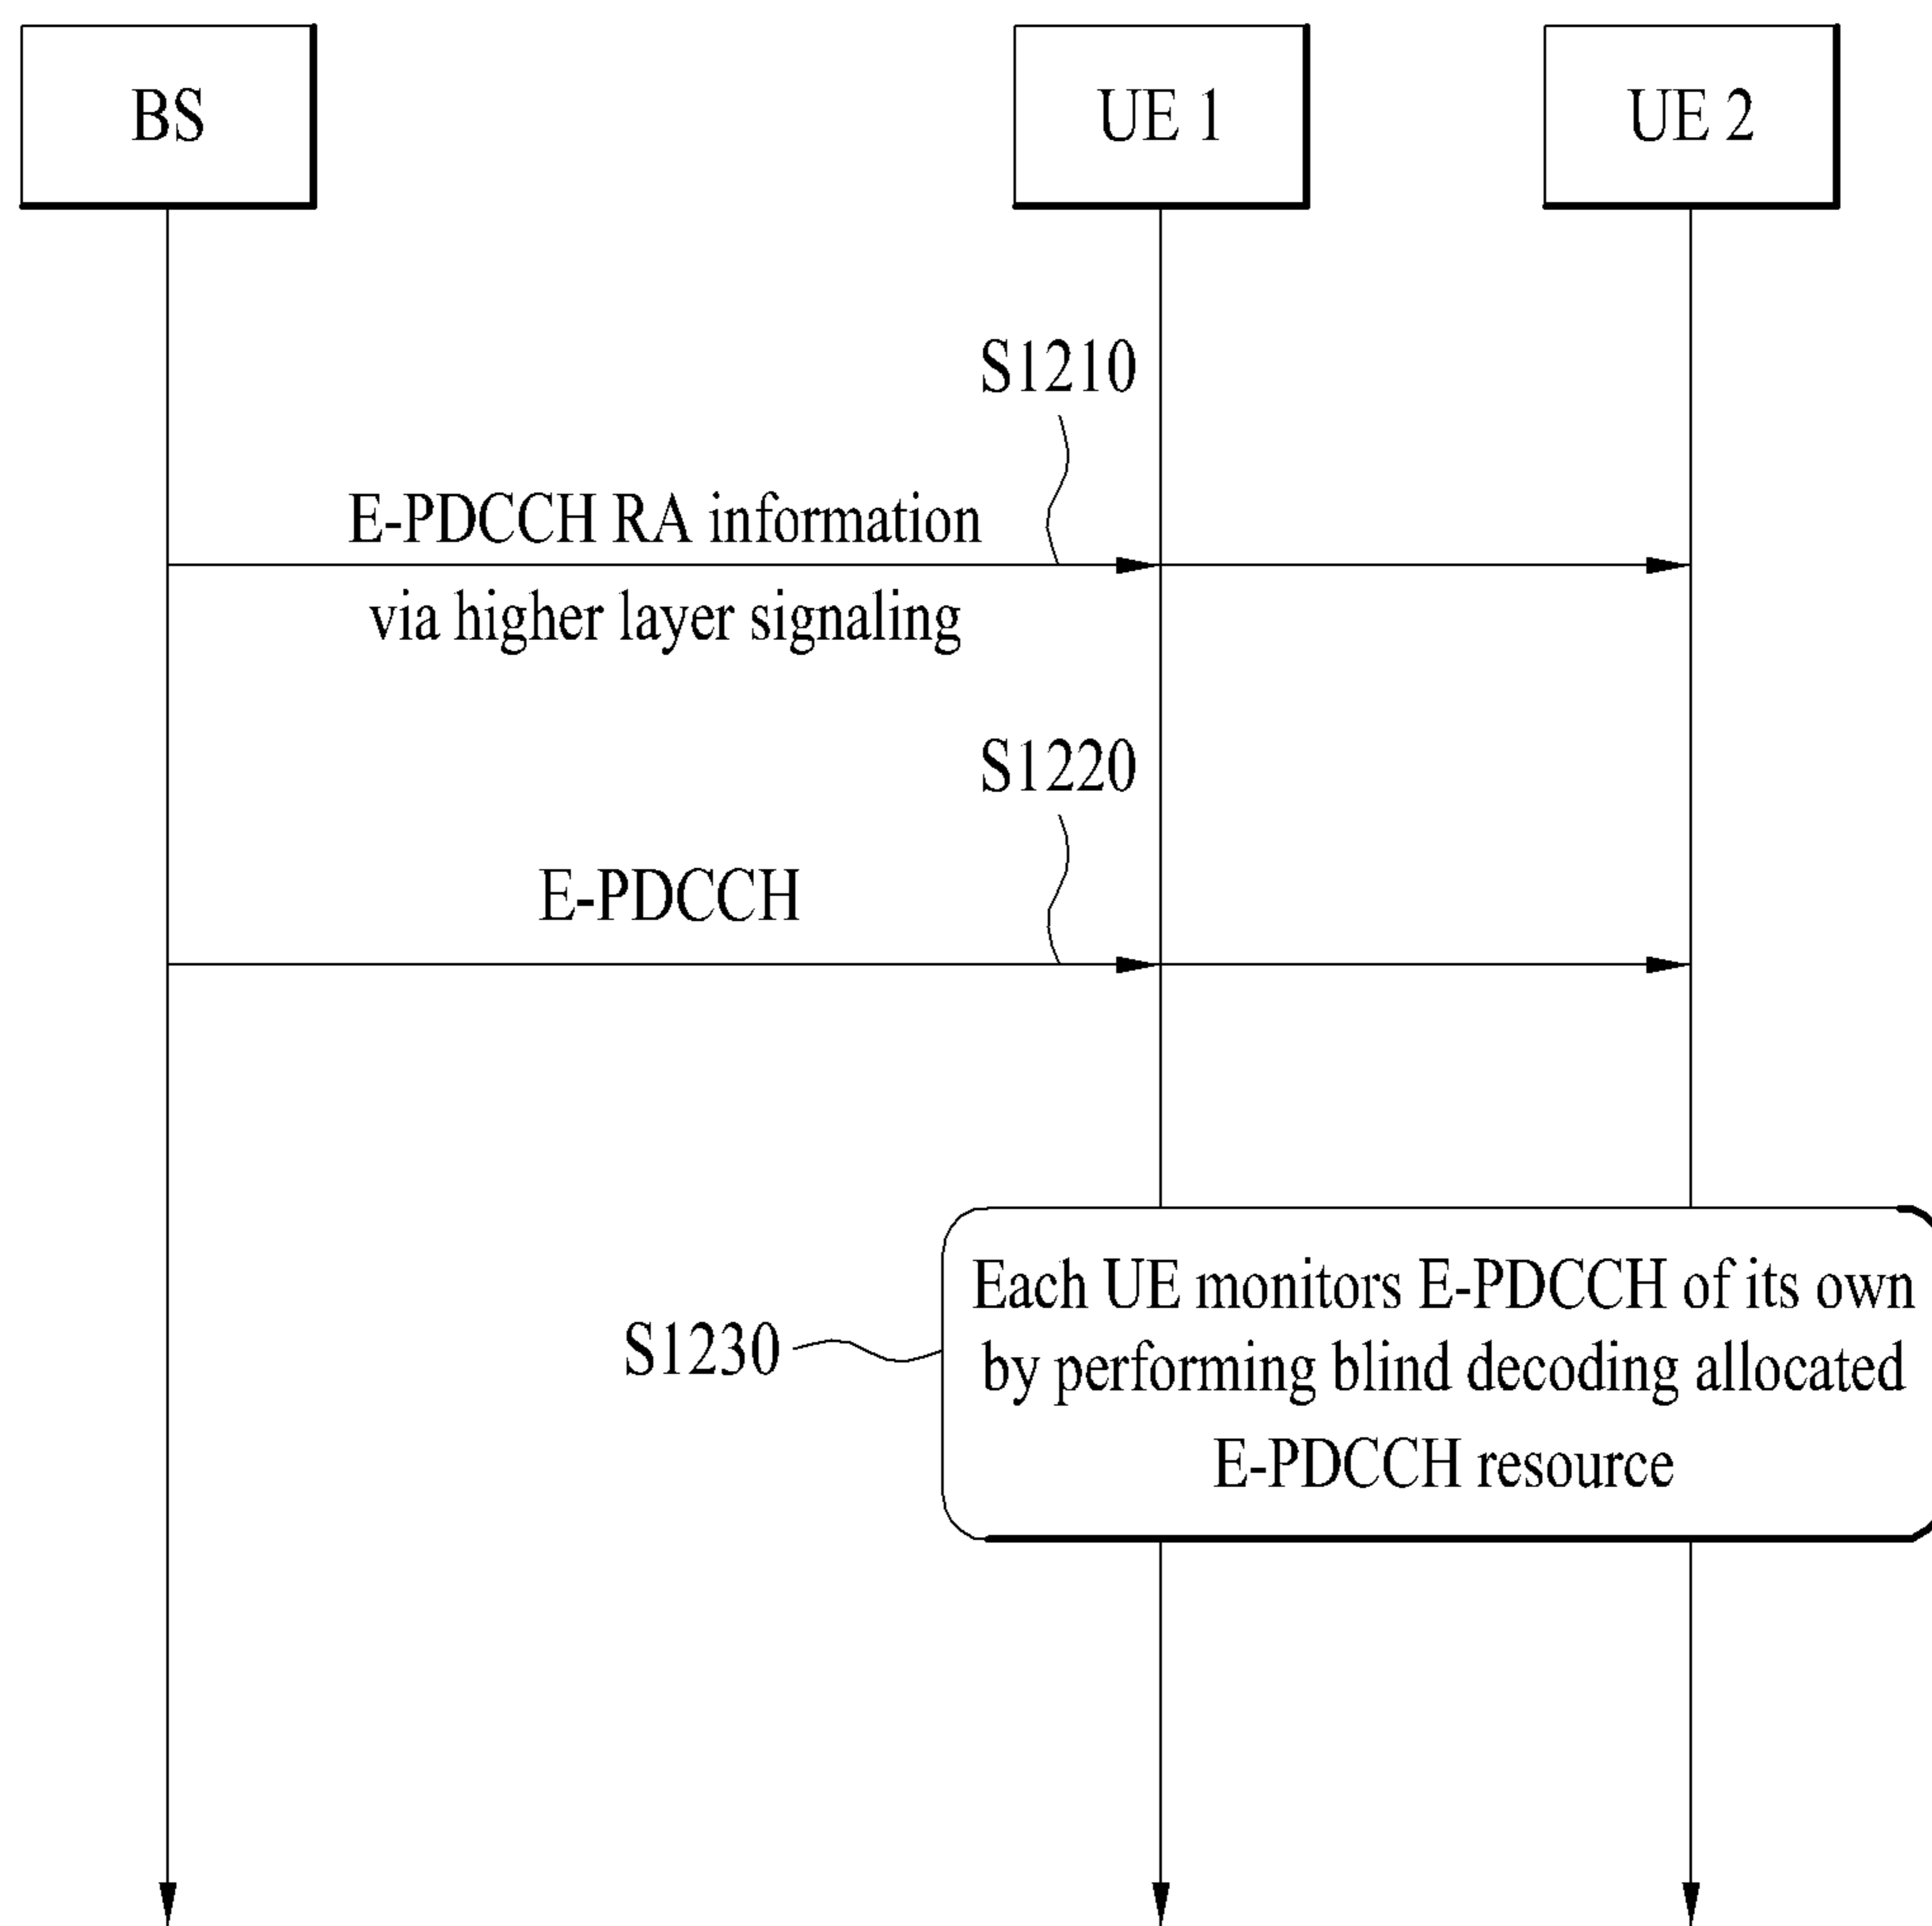 BS
UE 1
UE 2
S1210
E-PDCCH RA information
via higher layer signaling
S1220
E-PDCCH
Each UE monitors E-PDCCH of its own
by performing blind decoding allocated
E-PDCCH resource
S1230